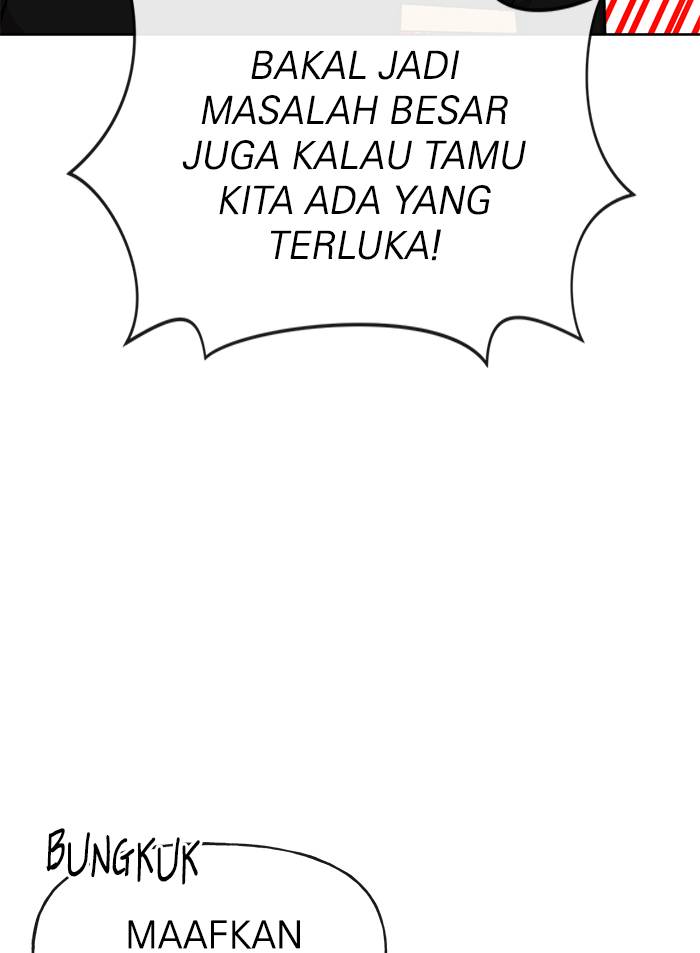 BAKAL JADI
MASALAH BESAR
JUGA KALAU TAMU
KITA ADA YANG
TERLUKA!
BUNGKUK
MAAFKAN